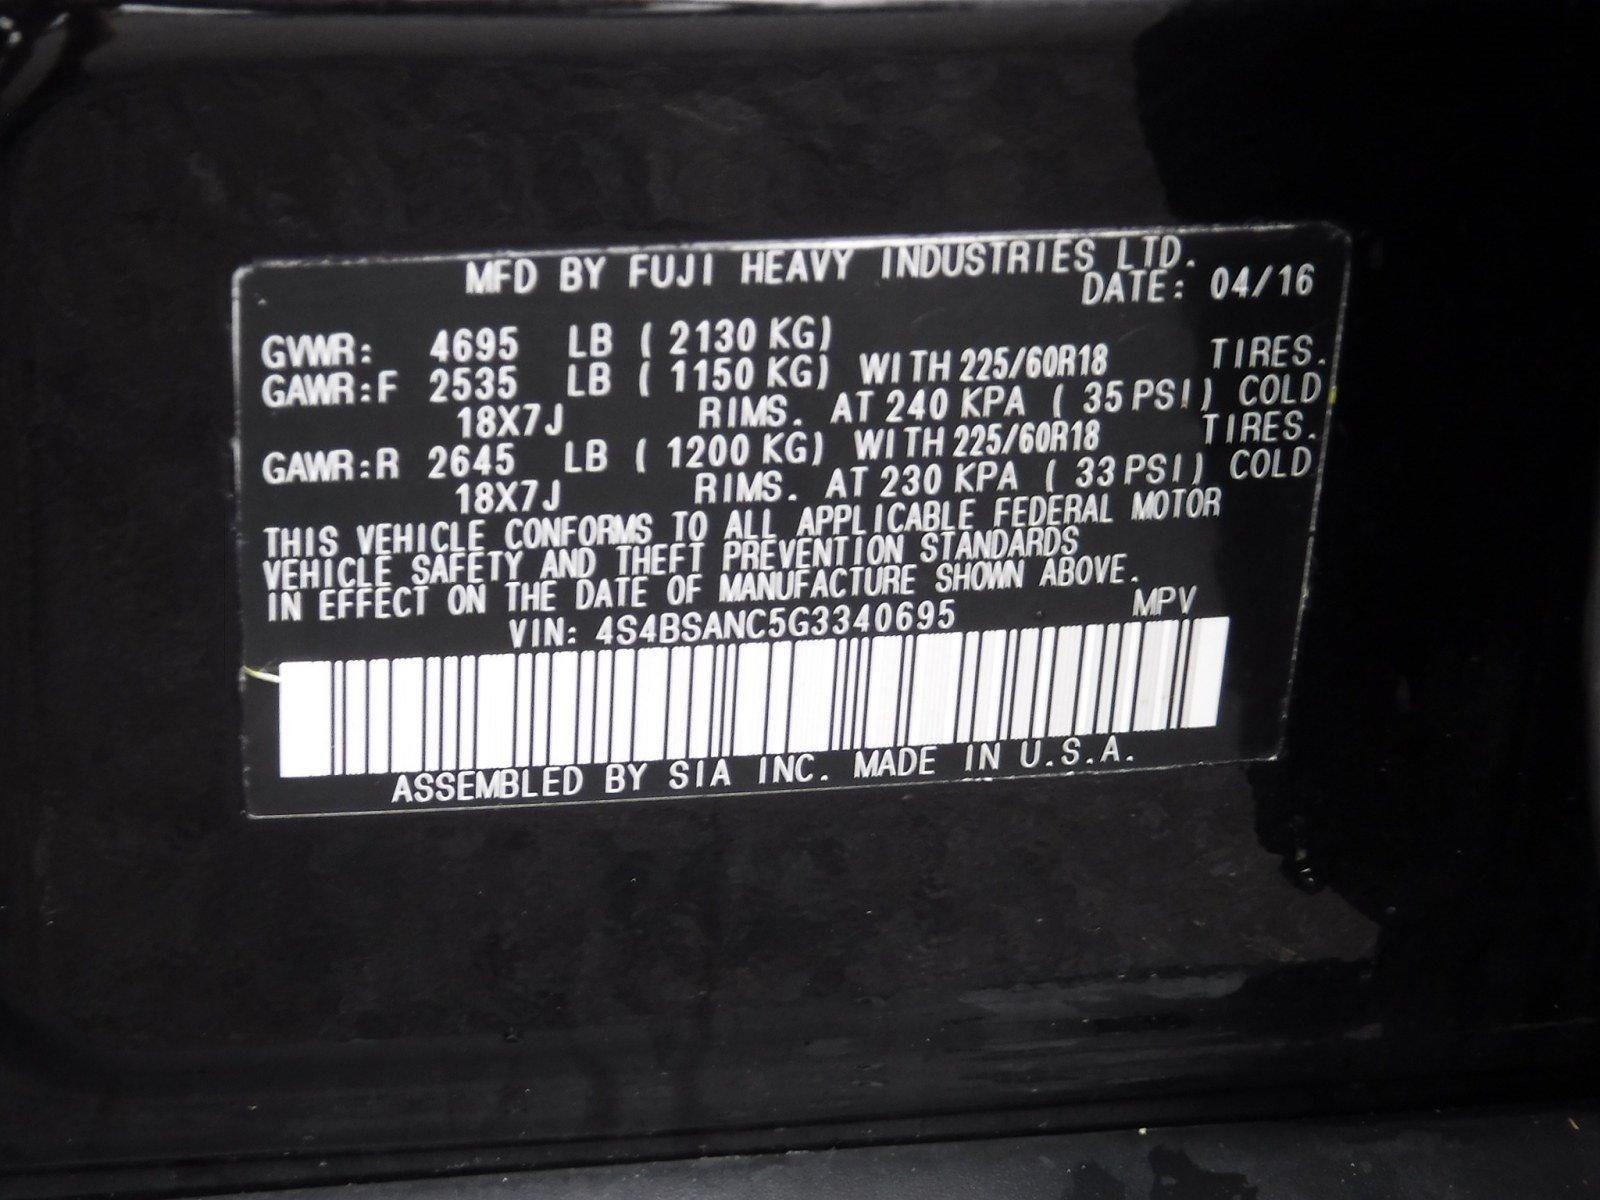 MFD BY FUJI HEAVY INDUSTRIES LTD.
DATE: 04/16
GVWR: 4695 LB ( 2130 KG)
GAWR:F 2535 LB ( 1150 KG) WITH 225/60R18 TIRES.
18X7J RIMS. AT 240 KPA ( 35 PSI) COLD
GAWR:R 2645 LB ( 1200 KG) WITH 225/60R18 TIRES.
18X7J RIMS. AT 230 KPA ( 33 PSI) COLD
THIS VEHICLE CONFORMS TO ALL APPLICABLE FEDERAL MOTOR
VEHICLE SAFETY AND THEFT PREVENTION STANDARDS
IN EFFECT ON THE DATE OF MANUFACTURE SHOWN ABOVE.
VIN: 4S4BSANC5G3340695 MPV
ASSEMBLED BY SIA INC. MADE IN U.S.A.